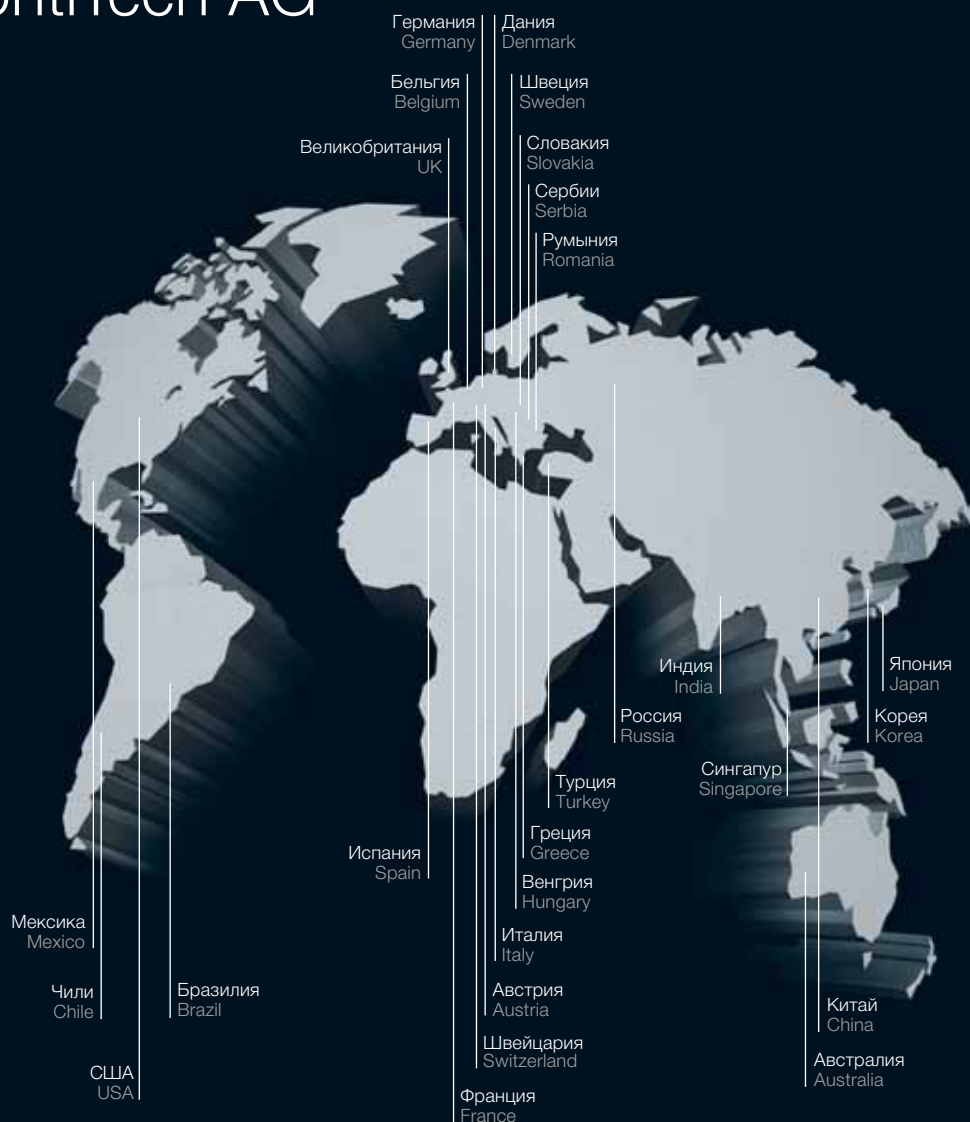 AG
Германия
Germany
Дания
Denmark
Бельгия
Belgium
Швеция
Sweden
Великобритания
UK
Словакия
Slovakia
Сербии
Serbia
Румыния
Romania
Индия
India
Япония
Japan
Россия
Russia
Корея
Korea
Сингапур
Singapore
Турция
Turkey
Греция
Greece
Испания
Spain
Венгрия
Hungary
Мексика
Mexico
Италия
Italy
Чили
Chile
Бразилия
Brazil
Австрия
Austria
Китай
China
Швейцария
Switzerland
Австралия
Australia
США
USA
Франция
France